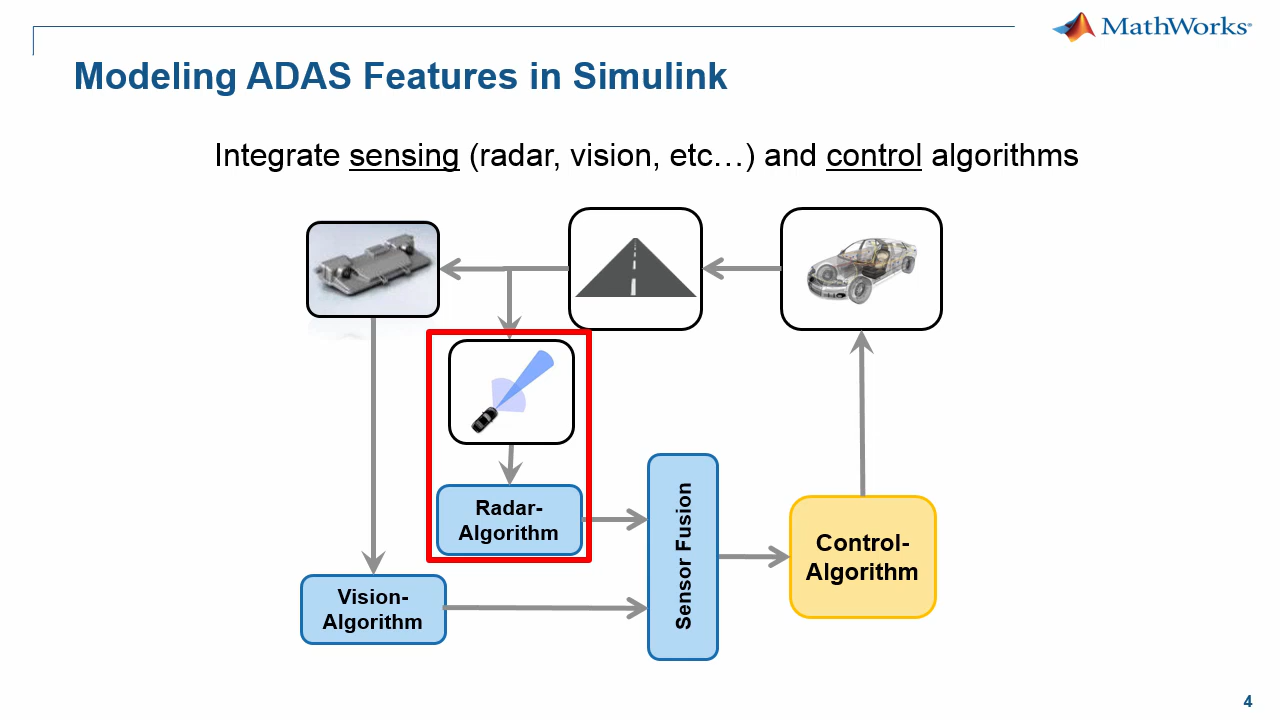 MathWorks®
Modeling ADAS Features in Simulink
Integrate sensing (radar, vision, etc…) and control algorithms
Radar-
Algorithm
Vision-
Algorithm
Sensor Fusion
Control-
Algorithm
4